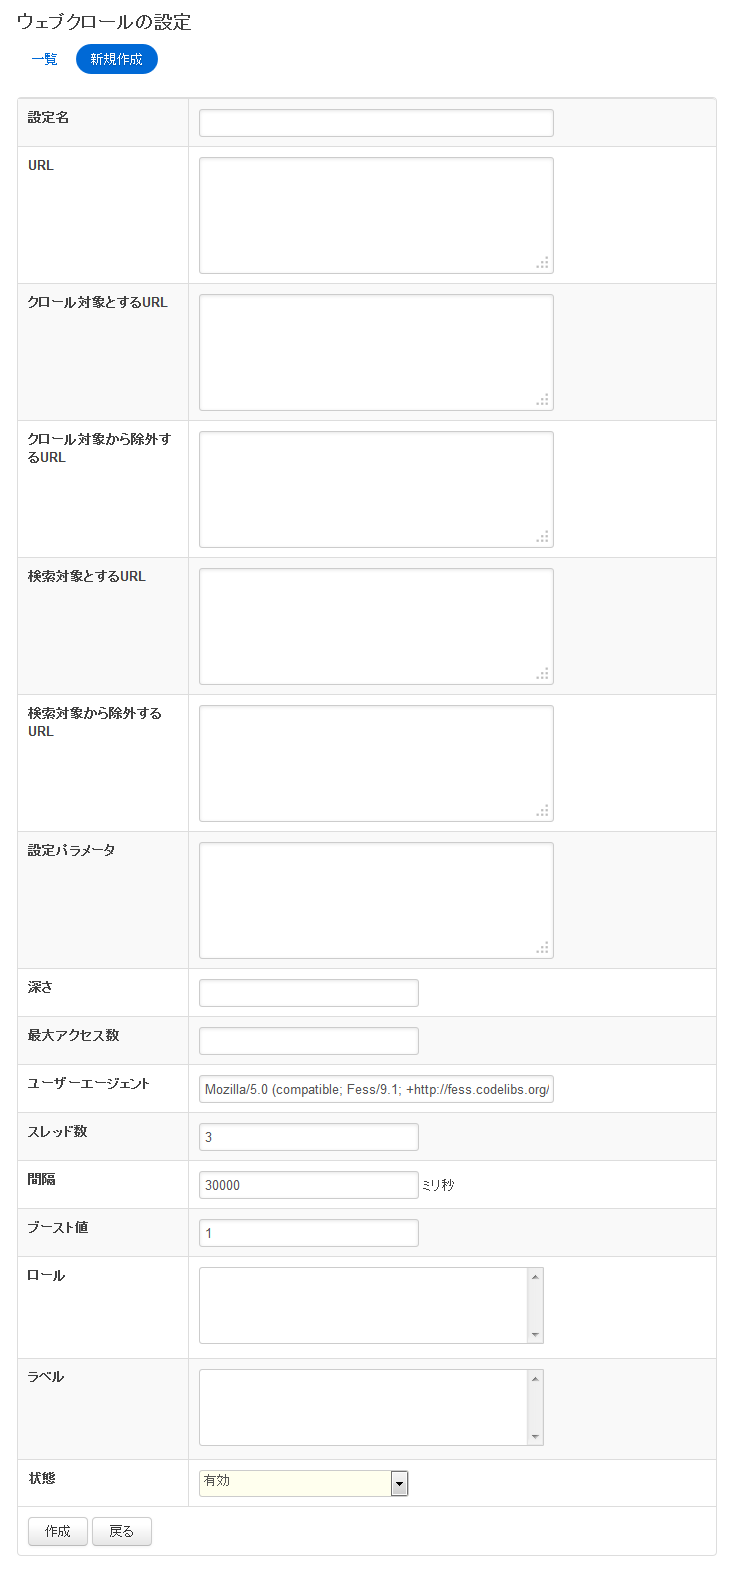 ウェブクロールの設定
一覧 新規作成
設定名
URL
クロール対象とするURL
クロール対象から除外す
るURL
検索対象とするURL
検索対象から除外する
URL
設定パラメータ
深さ
最大アクセス数
ユーザーエージェント Mozilla/5.0 (compatible; Fess/9.1; +http://fess.codelibs.org/
スレッド数 3
間隔 30000 ミリ秒
ブースト値 1
ロール
ラベル
状態 有効
作成 戻る